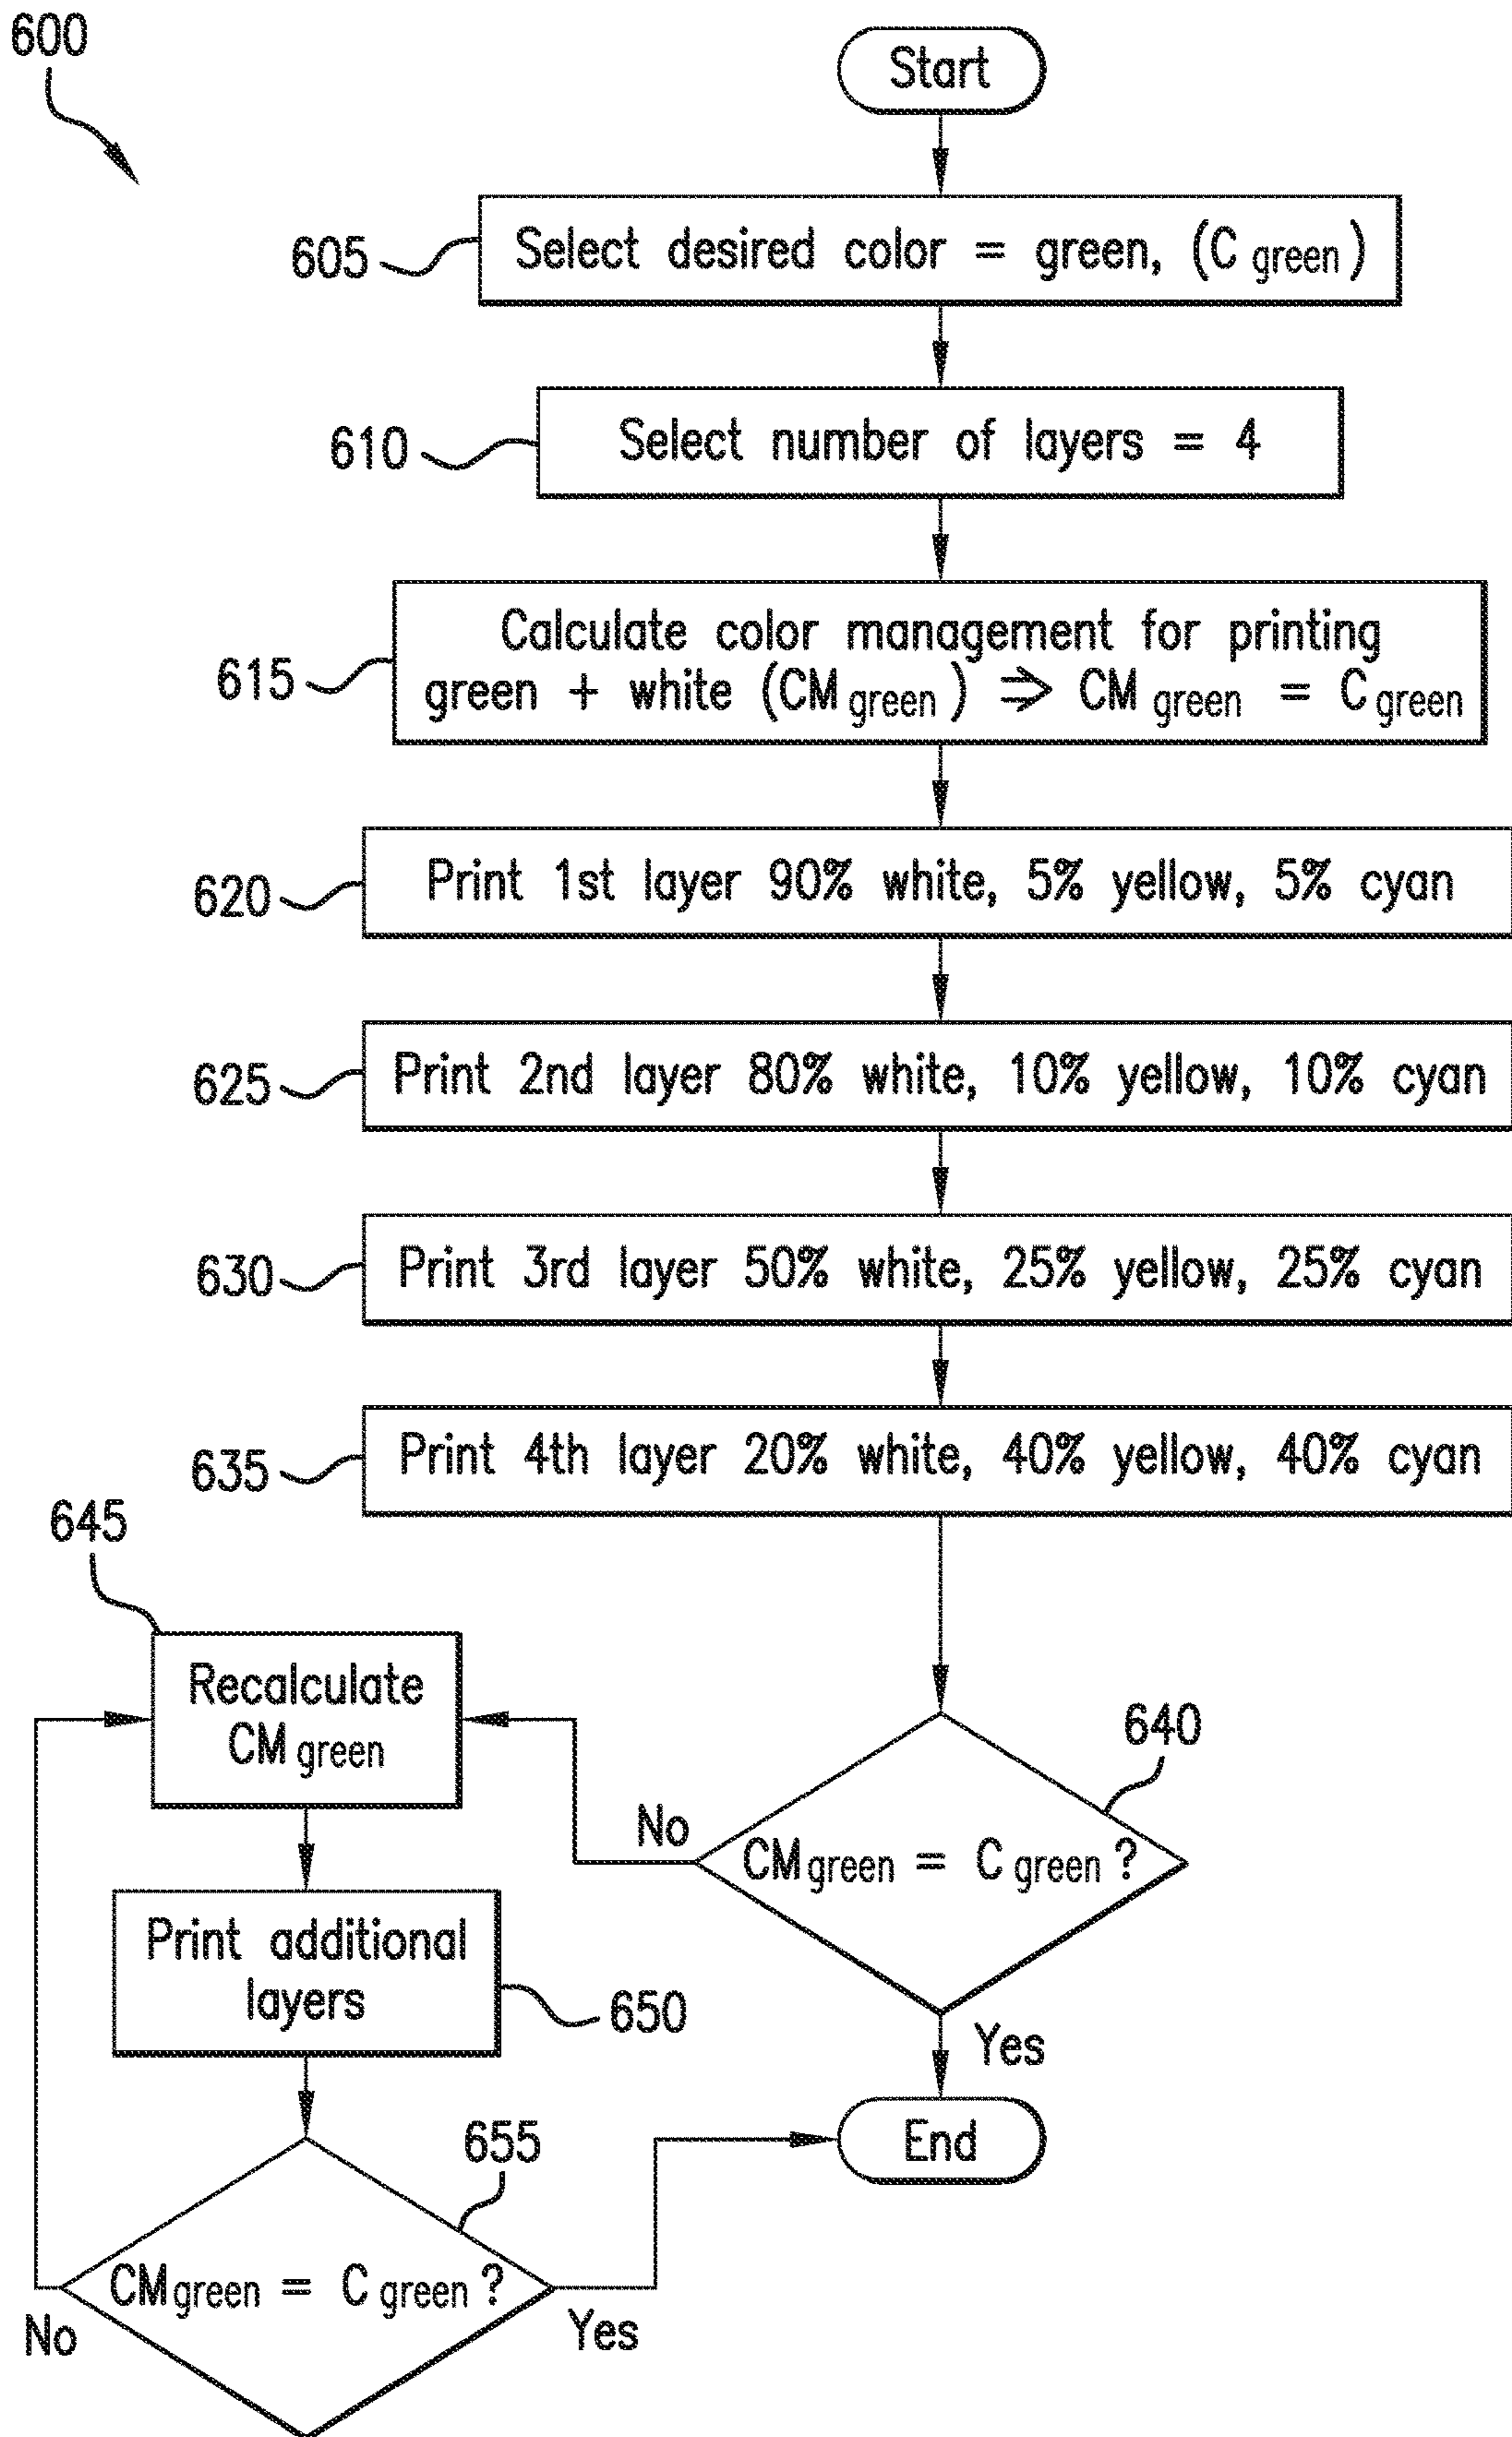 600
Start
605
Select desired color = green, (C green)
610
Select number of layers = 4
615
Calculate color management for printing
green + white (CM green) ⇒ CM green = C green
620
Print 1st layer 90% white, 5% yellow, 5% cyan
625
Print 2nd layer 80% white, 10% yellow, 10% cyan
630
Print 3rd layer 50% white, 25% yellow, 25% cyan
635
Print 4th layer 20% white, 40% yellow, 40% cyan
645
Recalculate
CM green
640
No
CM green = C green ?
Print additional
layers
650
Yes
655
End
CM green = C green ?
No
Yes